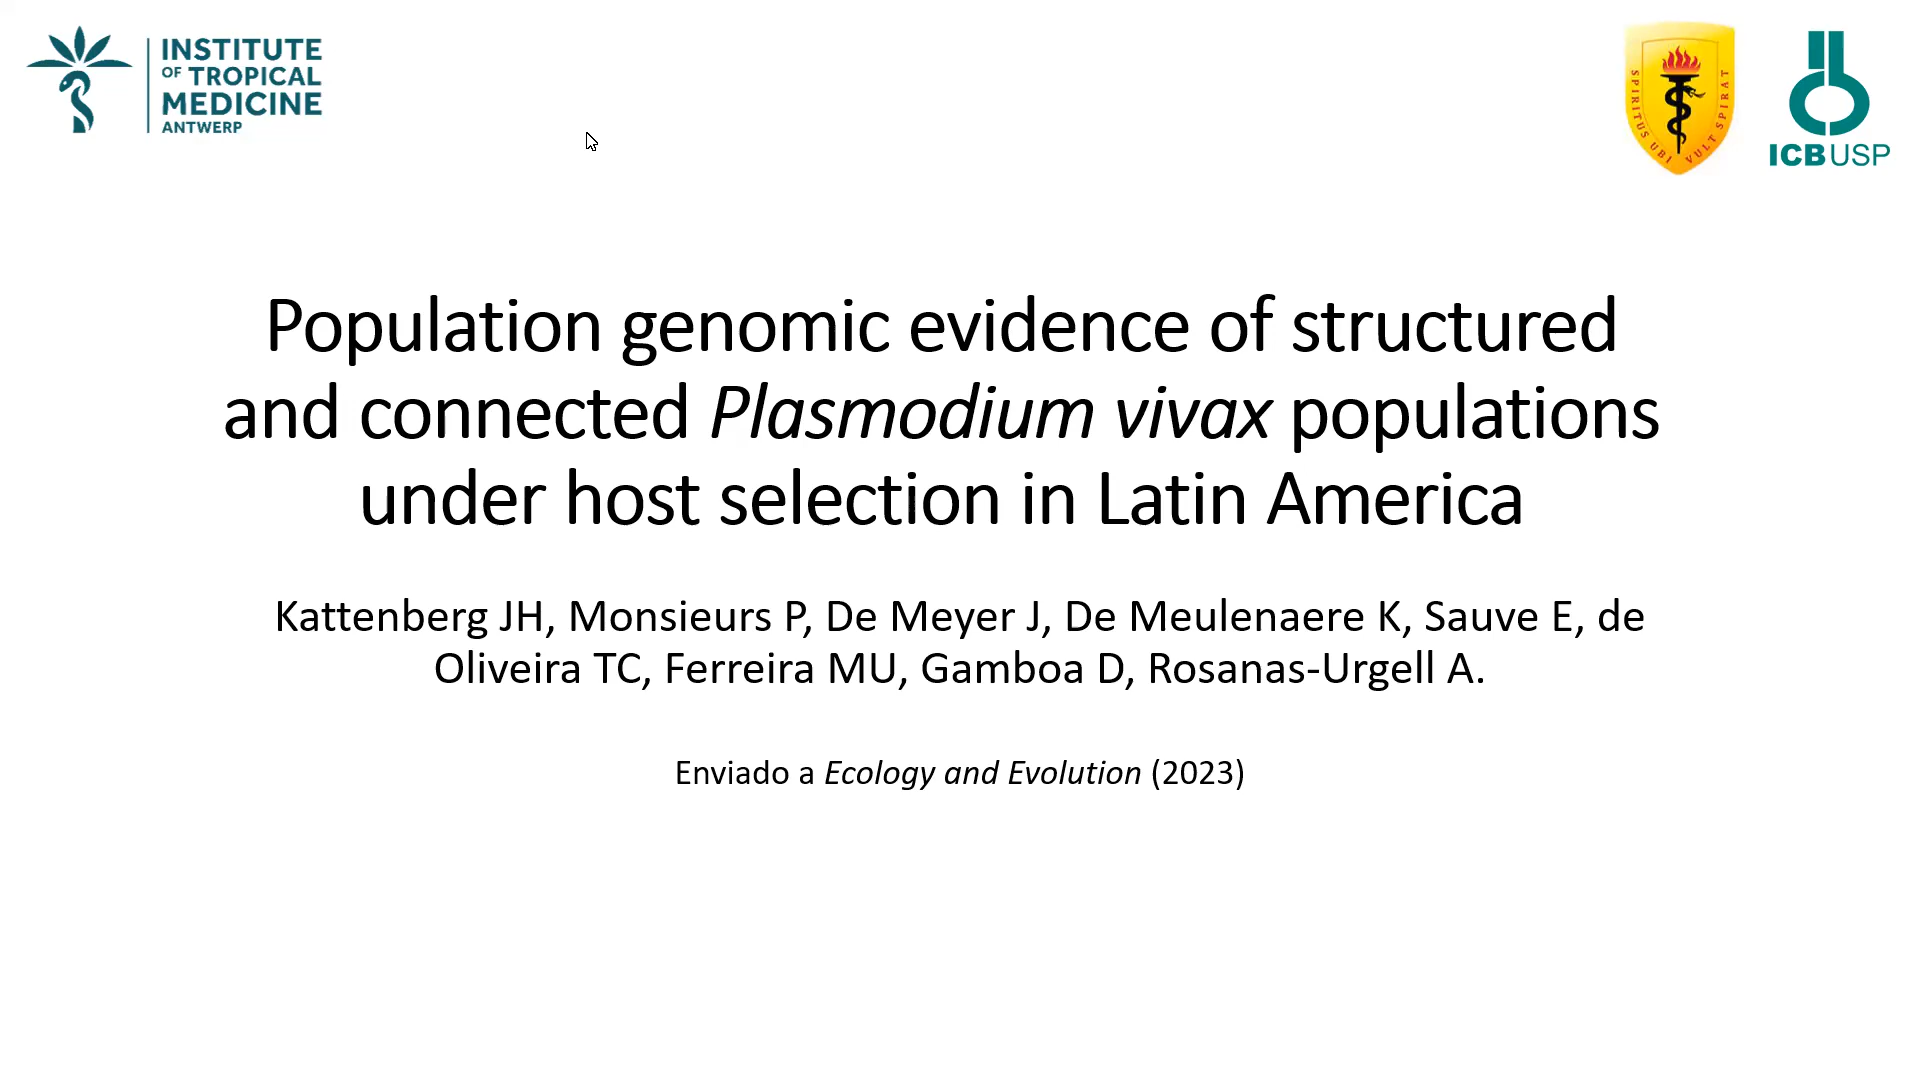 INSTITUTE
OF TROPICAL
MEDICINE
ANTWERP
SPIRITUS UBI VULT SPIRAT
ICB USP
Population genomic evidence of structured
and connected Plasmodium vivax populations
under host selection in Latin America
Kattenberg JH, Monsieurs P, De Meyer J, De Meulenaere K, Sauve E, de
Oliveira TC, Ferreira MU, Gamboa D, Rosanas-Urgell A.
Enviado a Ecology and Evolution (2023)